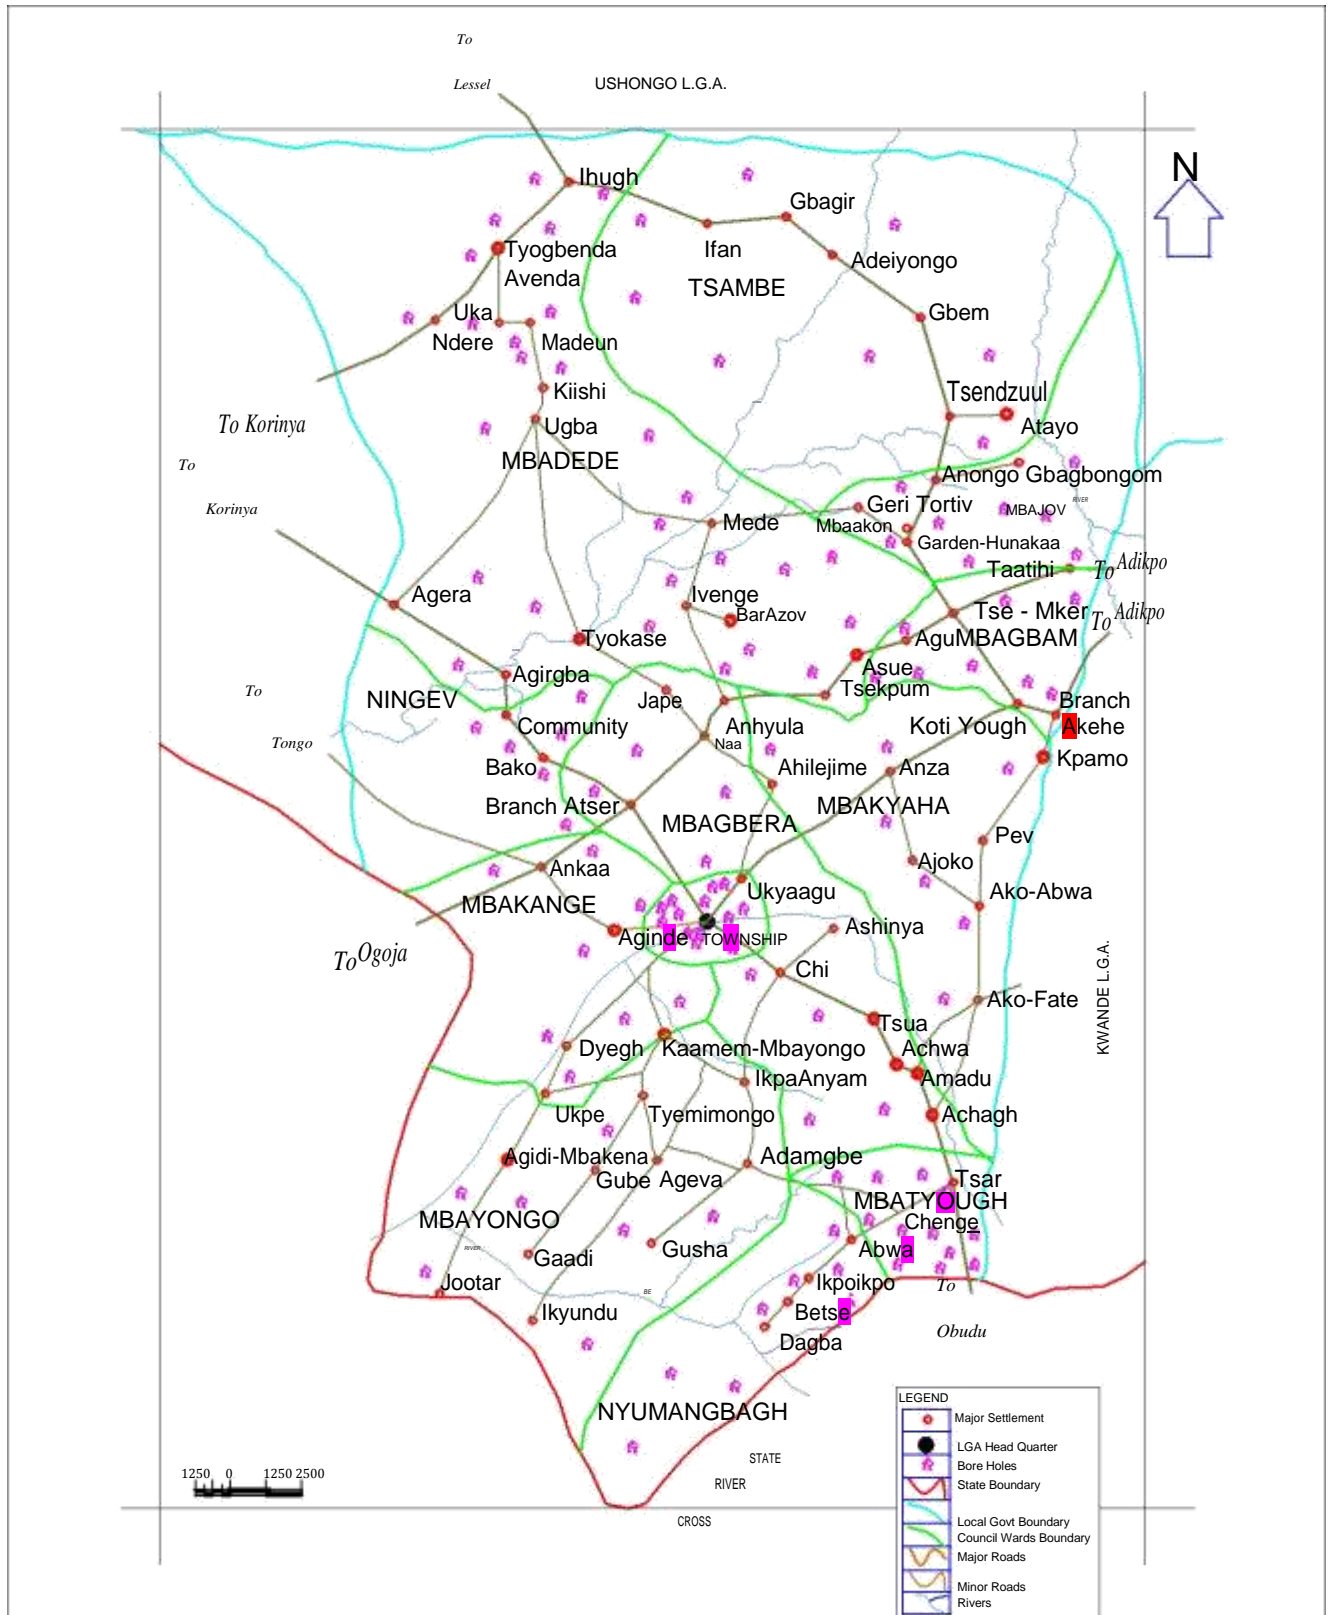 To
Lessel
USHONGO L.G.A.
N
Ihugh
Gbagir
Tyogbenda
Ifan
Adeiyongo
Avenda
TSAMBE
Uka
Gbem
Ndere
Madeun
Kiishi
Tsendzuul
To Korinya
Ugba
Atayo
To
MBADEDE
Anongo Gbagbongom
Korinya
Geri Tortiv
RIVER
MBAJOV
Mede
Mbaakon
Garden-Hunakaa
Taatihi
To Adikpo
Agera
Ivenge
BarAzov
Tse - Mker
To Adikpo
Tyokase
Agu
MBAGBAM
Asue
Agirgba
To
NINGEV
Jape
Tsekpum
Branch
Community
Anhyula
Koti Yough
Akehe
Tongo
Naa
Kpamo
Bako
Ahilejime
Anza
Branch Atser
MBAGBERA
MBAKYAHA
Pev
Ankaa
Ajoko
Ukyaagu
Ako-Abwa
MBAKANGE
Aginde
TOWNSHIP
Ashinya
To Ogoja
Chi
Ako-Fate
KWANDE L.G.A.
Tsua
Dyegh
Kaamem-Mbayongo
Achwa
IkpaAnyam
Amadu
Ukpe
Tyemimongo
Achagh
Agidi-Mbakena
Adamgbe
Gube
Ageva
Tsar
MBATYOUGH
MBAYONGO
Chenge
RIVER
Gaadi
Gusha
Abwa
Jootar
BE
Ikpoikpo
To
Ikyundu
Betse
Obudu
Dagba
NYUMANGBAGH
STATE
RIVER
CROSS
1250 0 1250 2500
LEGEND
Major Settlement
LGA Head Quarter
Bore Holes
State Boundary
Local Govt Boundary
Council Wards Boundary
Major Roads
Minor Roads
Rivers